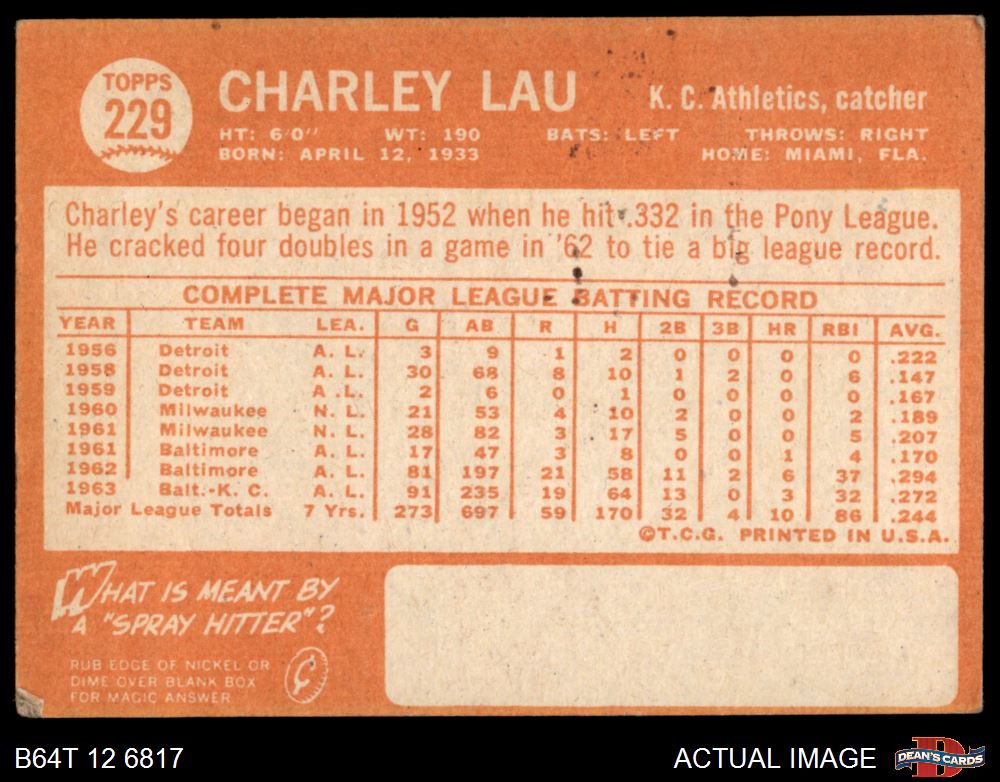 TOPPS
229
CHARLEY LAU
K. C. Athletics, catcher
HT: 6'0" WT: 190 BATS: LEFT THROWS: RIGHT
BORN: APRIL 12, 1933 HOME: MIAMI, FLA.
Charley's career began in 1952 when he hit .332 in the Pony League.
He cracked four doubles in a game in '62 to tie a big league record.
COMPLETE MAJOR LEAGUE BATTING RECORD
YEAR TEAM LEA. G AB R H 2B 3B HR RBI AVG.
1956 Detroit A. L. 3 9 1 2 0 0 0 0 .222
1958 Detroit A. L. 30 68 8 10 1 2 0 6 .147
1959 Detroit A .L. 2 6 0 1 0 0 0 0 .167
1960 Milwaukee N. L. 21 53 4 10 2 0 0 2 .189
1961 Milwaukee N. L. 28 82 3 17 5 0 0 5 .207
1961 Baltimore A. L. 17 47 3 8 0 0 1 4 .170
1962 Baltimore A. L. 81 197 21 58 11 2 6 37 .294
1963 Balt.-K. C. A. L. 91 235 19 64 13 0 3 32 .272
Major League Totals 7 Yrs. 273 697 59 170 32 4 10 86 .244
©T.C.G. PRINTED IN U.S.A.
WHAT IS MEANT BY
A "SPRAY HITTER"?
RUB EDGE OF NICKEL OR
DIME OVER BLANK BOX
FOR MAGIC ANSWER
¢
B64T 12 6817
ACTUAL IMAGE
D
DEAN'S CARDS